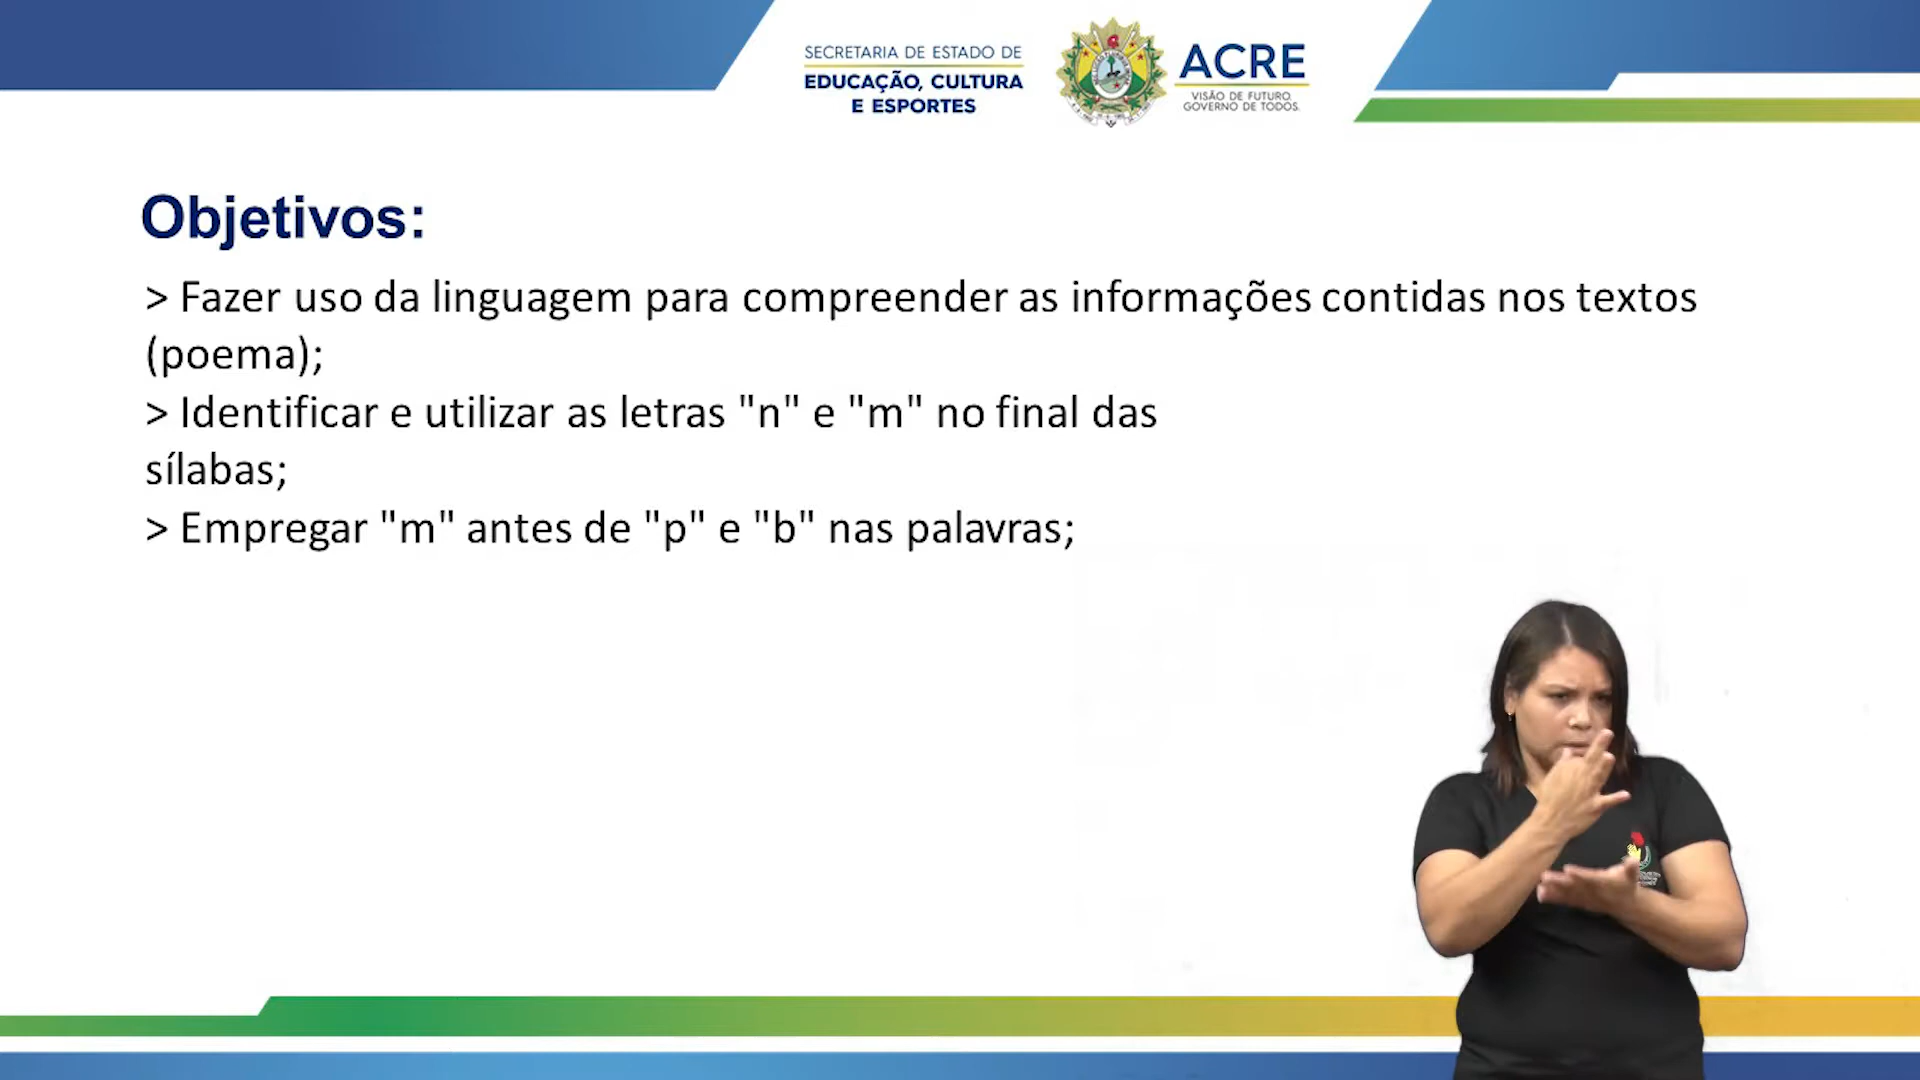 SECRETARIA DE ESTADO DE
EDUCAÇÃO, CULTURA
E ESPORTES
ACRE
VISÃO DE FUTURO.
GOVERNO DE TODOS.
Objetivos:
> Fazer uso da linguagem para compreender as informações contidas nos textos
(poema);
> Identificar e utilizar as letras "n" e "m" no final das
sílabas;
> Empregar "m" antes de "p" e "b" nas palavras;